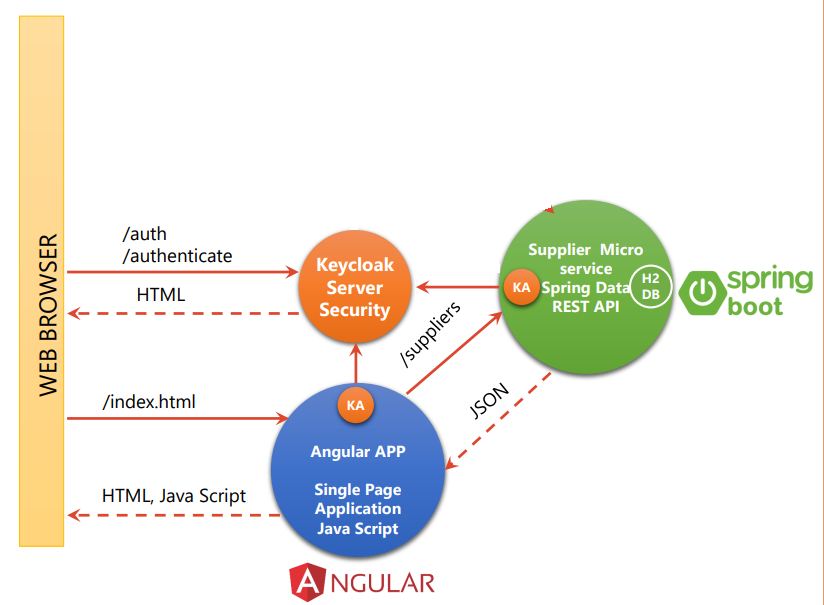 WEB BROWSER
/auth
/authenticate
HTML
/index.html
HTML, Java Script
Keycloak
Server
Security
KA
Angular APP
Single Page
Application
Java Script
ANGULAR
/suppliers
JSON
Supplier Micro
service
Spring Data
REST API
KA
H2
DB
spring
boot